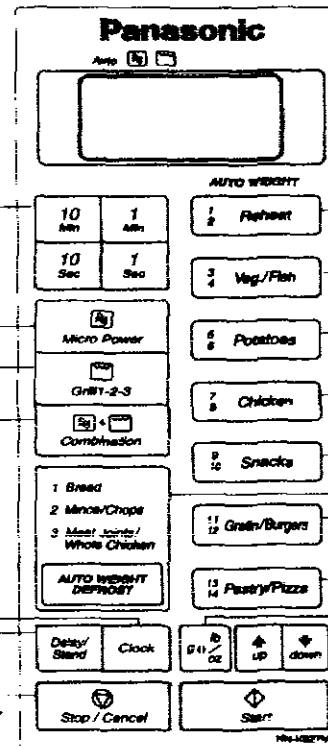 Panasonic
Auto
AUTO WEIGHT
10 Min
1 Min
10 Sec
1 Sec
Micro Power
Grill 1-2-3
Combination
1 Bread
2 Mince/Chops
3 Meat Joints/
Whole Chicken
AUTO WEIGHT
DEFROST
1 2 Reheat
3 4 Veg./Fish
5 6 Potatoes
7 8 Chicken
9 10 Snacks
11 12 Gratin/Burgers
13 14 Pastry/Pizza
Delay/
Stand
Clock
lb
oz
up
down
Stop / Cancel
Start